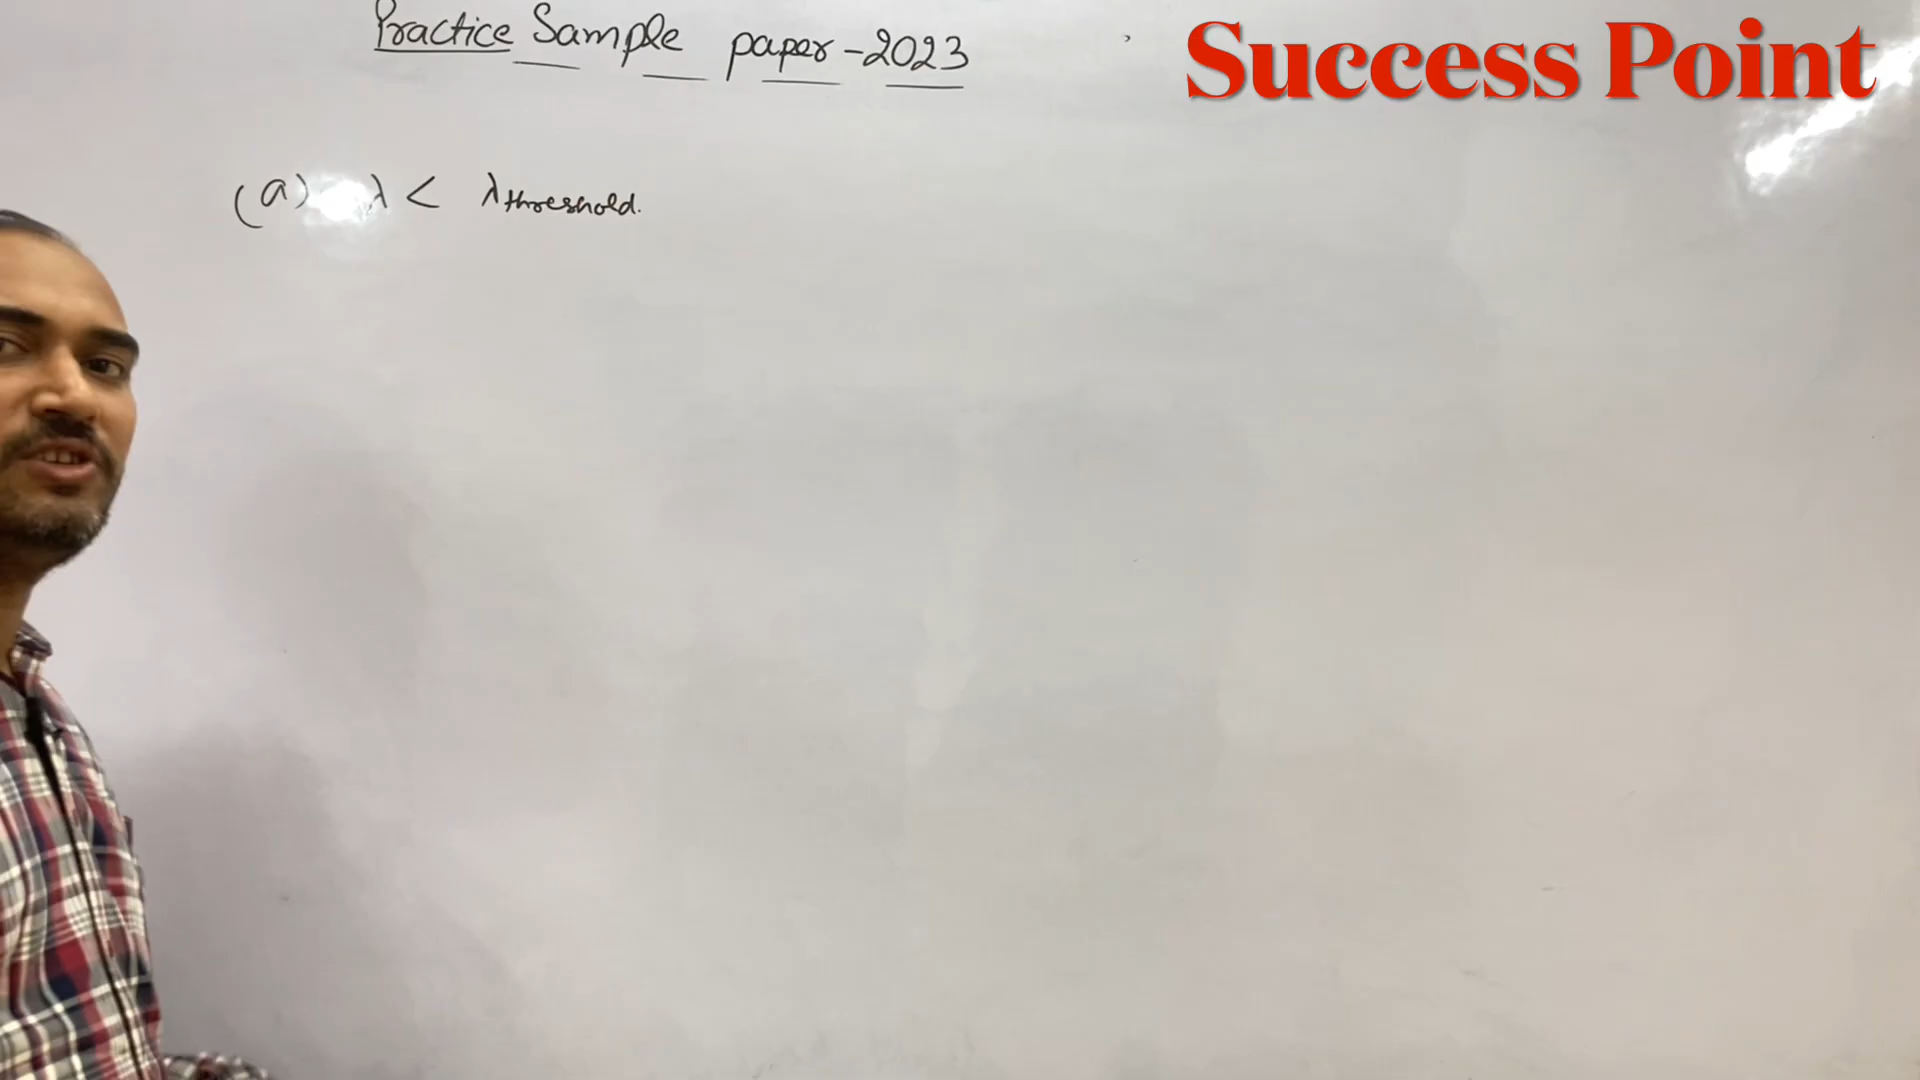 Practice Sample paper-2023
Success Point
(a) λ < λthreshold.